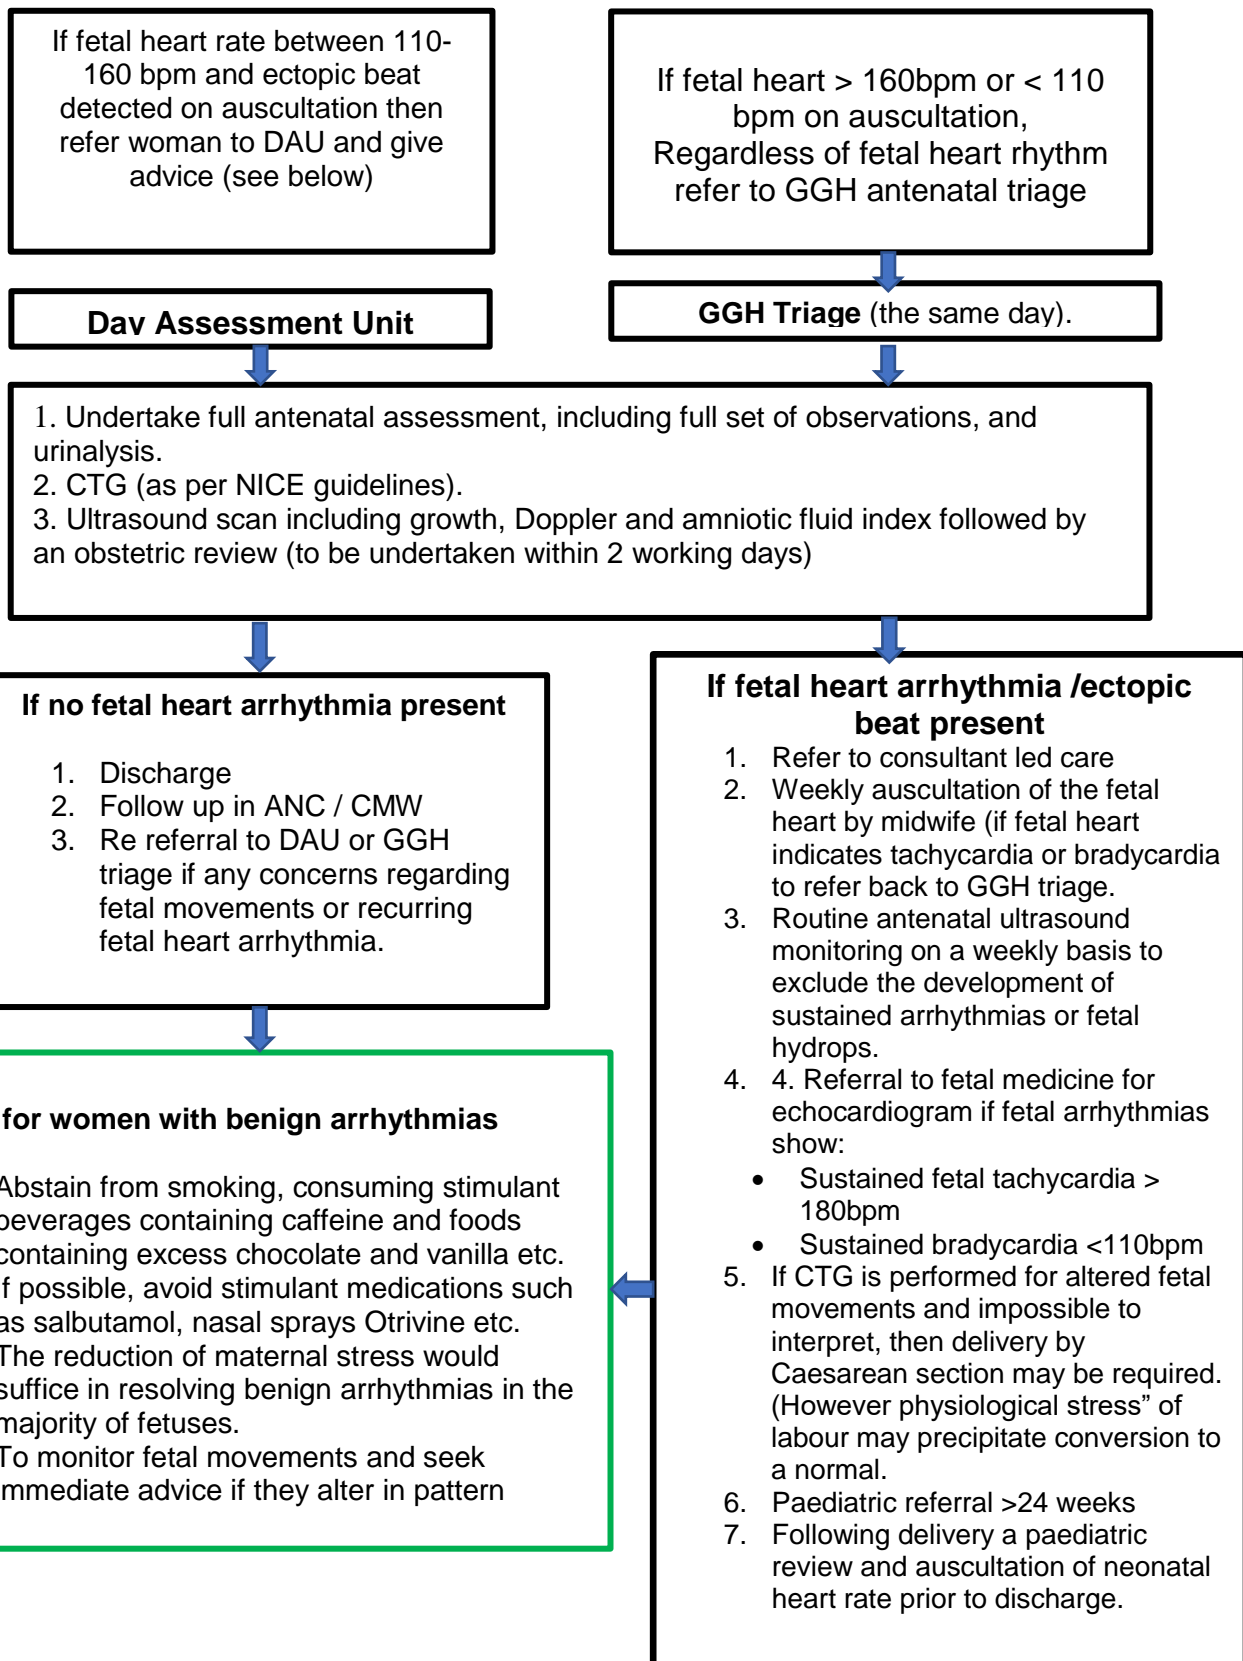 If fetal heart rate between 110-
160 bpm and ectopic beat
detected on auscultation then
refer woman to DAU and give
advice (see below)
If fetal heart > 160bpm or < 110
bpm on auscultation,
Regardless of fetal heart rhythm
refer to GGH antenatal triage
Day Assessment Unit
GGH Triage (the same day).
1. Undertake full antenatal assessment, including full set of observations, and
urinalysis.
2. CTG (as per NICE guidelines).
3. Ultrasound scan including growth, Doppler and amniotic fluid index followed by
an obstetric review (to be undertaken within 2 working days)
If no fetal heart arrhythmia present
1. Discharge
2. Follow up in ANC / CMW
3. Re referral to DAU or GGH
triage if any concerns regarding
fetal movements or recurring
fetal heart arrhythmia.
for women with benign arrhythmias
Abstain from smoking, consuming stimulant
beverages containing caffeine and foods
containing excess chocolate and vanilla etc.
If possible, avoid stimulant medications such
as salbutamol, nasal sprays Otrivine etc.
The reduction of maternal stress would
suffice in resolving benign arrhythmias in the
majority of fetuses.
To monitor fetal movements and seek
immediate advice if they alter in pattern
If fetal heart arrhythmia /ectopic
beat present
1. Refer to consultant led care
2. Weekly auscultation of the fetal
heart by midwife (if fetal heart
indicates tachycardia or bradycardia
to refer back to GGH triage.
3. Routine antenatal ultrasound
monitoring on a weekly basis to
exclude the development of
sustained arrhythmias or fetal
hydrops.
4. 4. Referral to fetal medicine for
echocardiogram if fetal arrhythmias
show:
• Sustained fetal tachycardia >
180bpm
• Sustained bradycardia <110bpm
5. If CTG is performed for altered fetal
movements and impossible to
interpret, then delivery by
Caesarean section may be required.
(However physiological stress” of
labour may precipitate conversion to
a normal.
6. Paediatric referral >24 weeks
7. Following delivery a paediatric
review and auscultation of neonatal
heart rate prior to discharge.